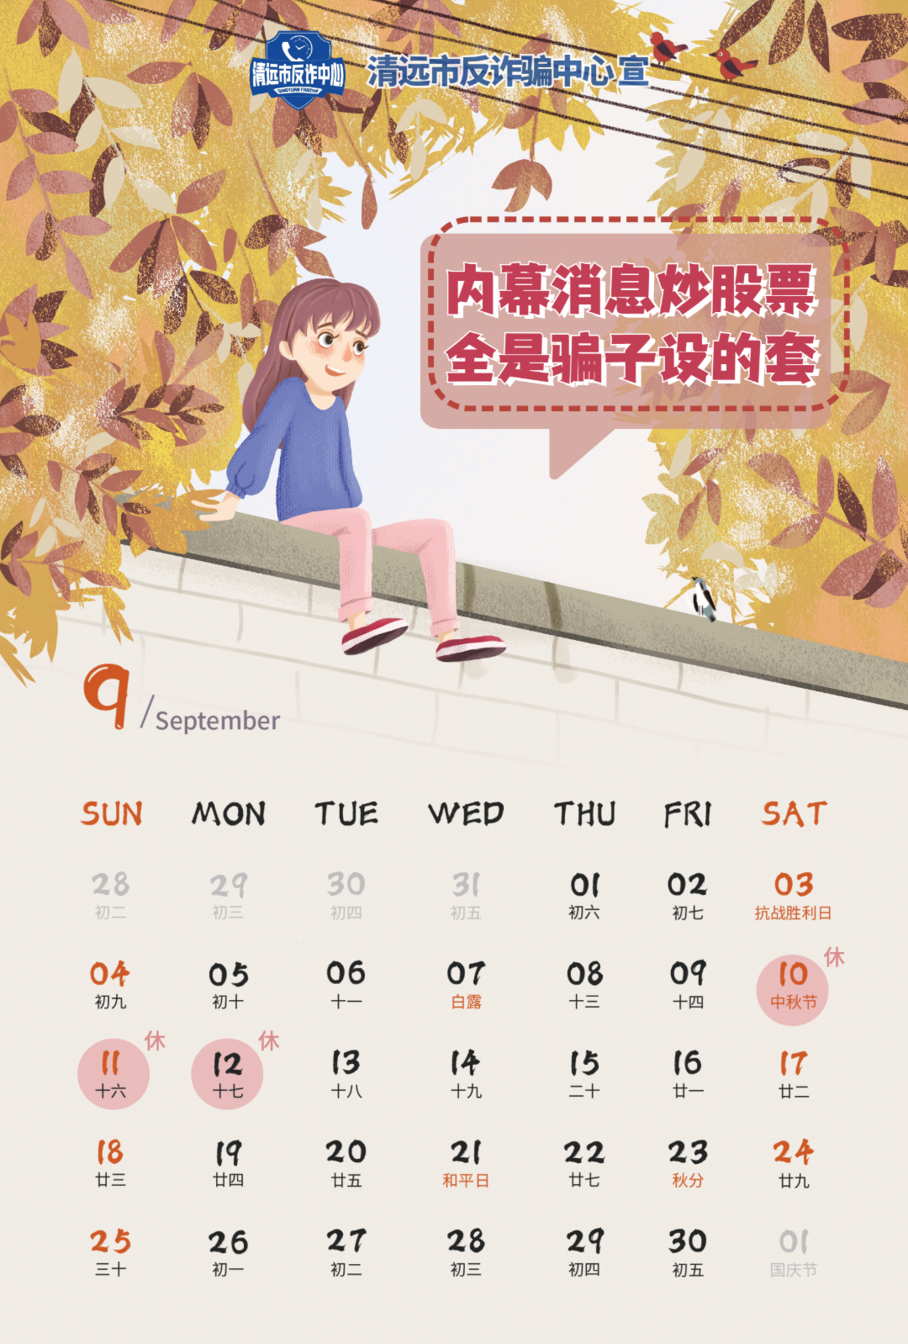 清远市反诈中心
清远市反诈骗中心 宣
内幕消息炒股票
全是骗子设的套
9/September
SUN MON TUE WED THU FRI SAT
28 29 30 31 01 02 03
初二 初三 初四 初五 初六 初七 抗战胜利日
休
04 05 06 07 08 09 10
初九 初十 十一 白露 十三 十四 中秋节
休 休
11 12 13 14 15 16 17
十六 十七 十八 十九 二十 廿一 廿二
18 19 20 21 22 23 24
廿三 廿四 廿五 和平日 廿七 秋分 廿九
25 26 27 28 29 30 01
三十 初一 初二 初三 初四 初五 国庆节